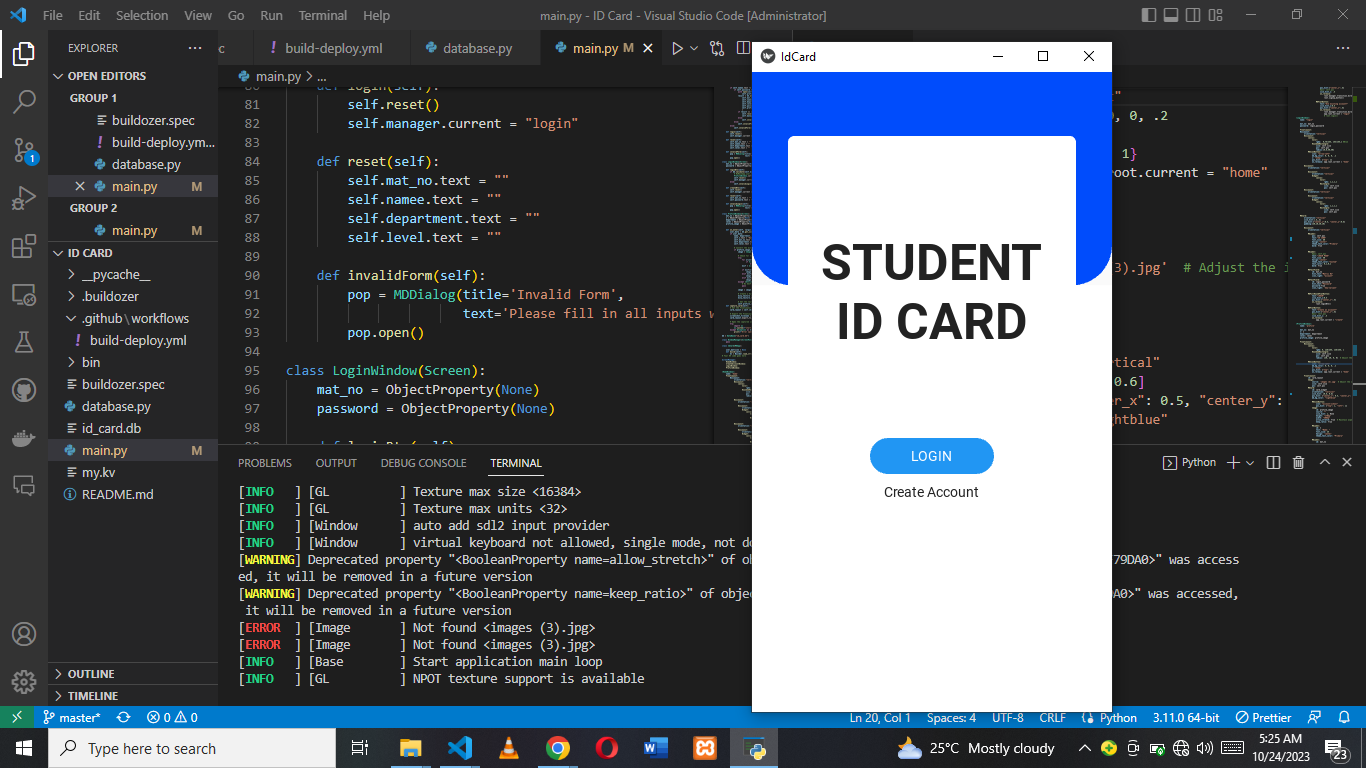 File Edit Selection View Go Run Terminal Help
main.py - ID Card - Visual Studio Code [Administrator]
EXPLORER
OPEN EDITORS
GROUP 1
buildozer.spec
build-deploy.ym...
database.py
main.py M
GROUP 2
main.py M
ID CARD
__pycache__
.buildozer
.github\workflows
build-deploy.yml
bin
buildozer.spec
database.py
id_card.db
main.py M
my.kv
README.md
OUTLINE
TIMELINE
1
build-deploy.yml
database.py
main.py M
main.py > ...
80 def login(self):
81 self.reset()
82 self.manager.current = "login"
83
84 def reset(self):
85 self.mat_no.text = ""
86 self.namee.text = ""
87 self.department.text = ""
88 self.level.text = ""
89
90 def invalidForm(self):
91 pop = MDDialog(title='Invalid Form',
92 text='Please fill in all inputs w
93 pop.open()
94
95 class LoginWindow(Screen):
96 mat_no = ObjectProperty(None)
97 password = ObjectProperty(None)
98
, 0, .2
1}
root.current = "home"
3).jpg' # Adjust the i
tical"
0.6]
er_x": 0.5, "center_y":
ghtblue"
IdCard
STUDENT
ID CARD
LOGIN
Create Account
PROBLEMS OUTPUT DEBUG CONSOLE TERMINAL
Python
[INFO ] [GL ] Texture max size <16384>
[INFO ] [GL ] Texture max units <32>
[INFO ] [Window ] auto add sdl2 input provider
[INFO ] [Window ] virtual keyboard not allowed, single mode, not do
[WARNING] Deprecated property "<BooleanProperty name=allow_stretch>" of ob 79DA0>" was access
ed, it will be removed in a future version
[WARNING] Deprecated property "<BooleanProperty name=keep_ratio>" of objec DA0>" was accessed,
it will be removed in a future version
[ERROR ] [Image ] Not found <images (3).jpg>
[ERROR ] [Image ] Not found <images (3).jpg>
[INFO ] [Base ] Start application main loop
[INFO ] [GL ] NPOT texture support is available
master* 0 0 Ln 20, Col 1 Spaces: 4 UTF-8 CRLF Python 3.11.0 64-bit Prettier
Type here to search
25°C Mostly cloudy
5:25 AM
10/24/2023
23